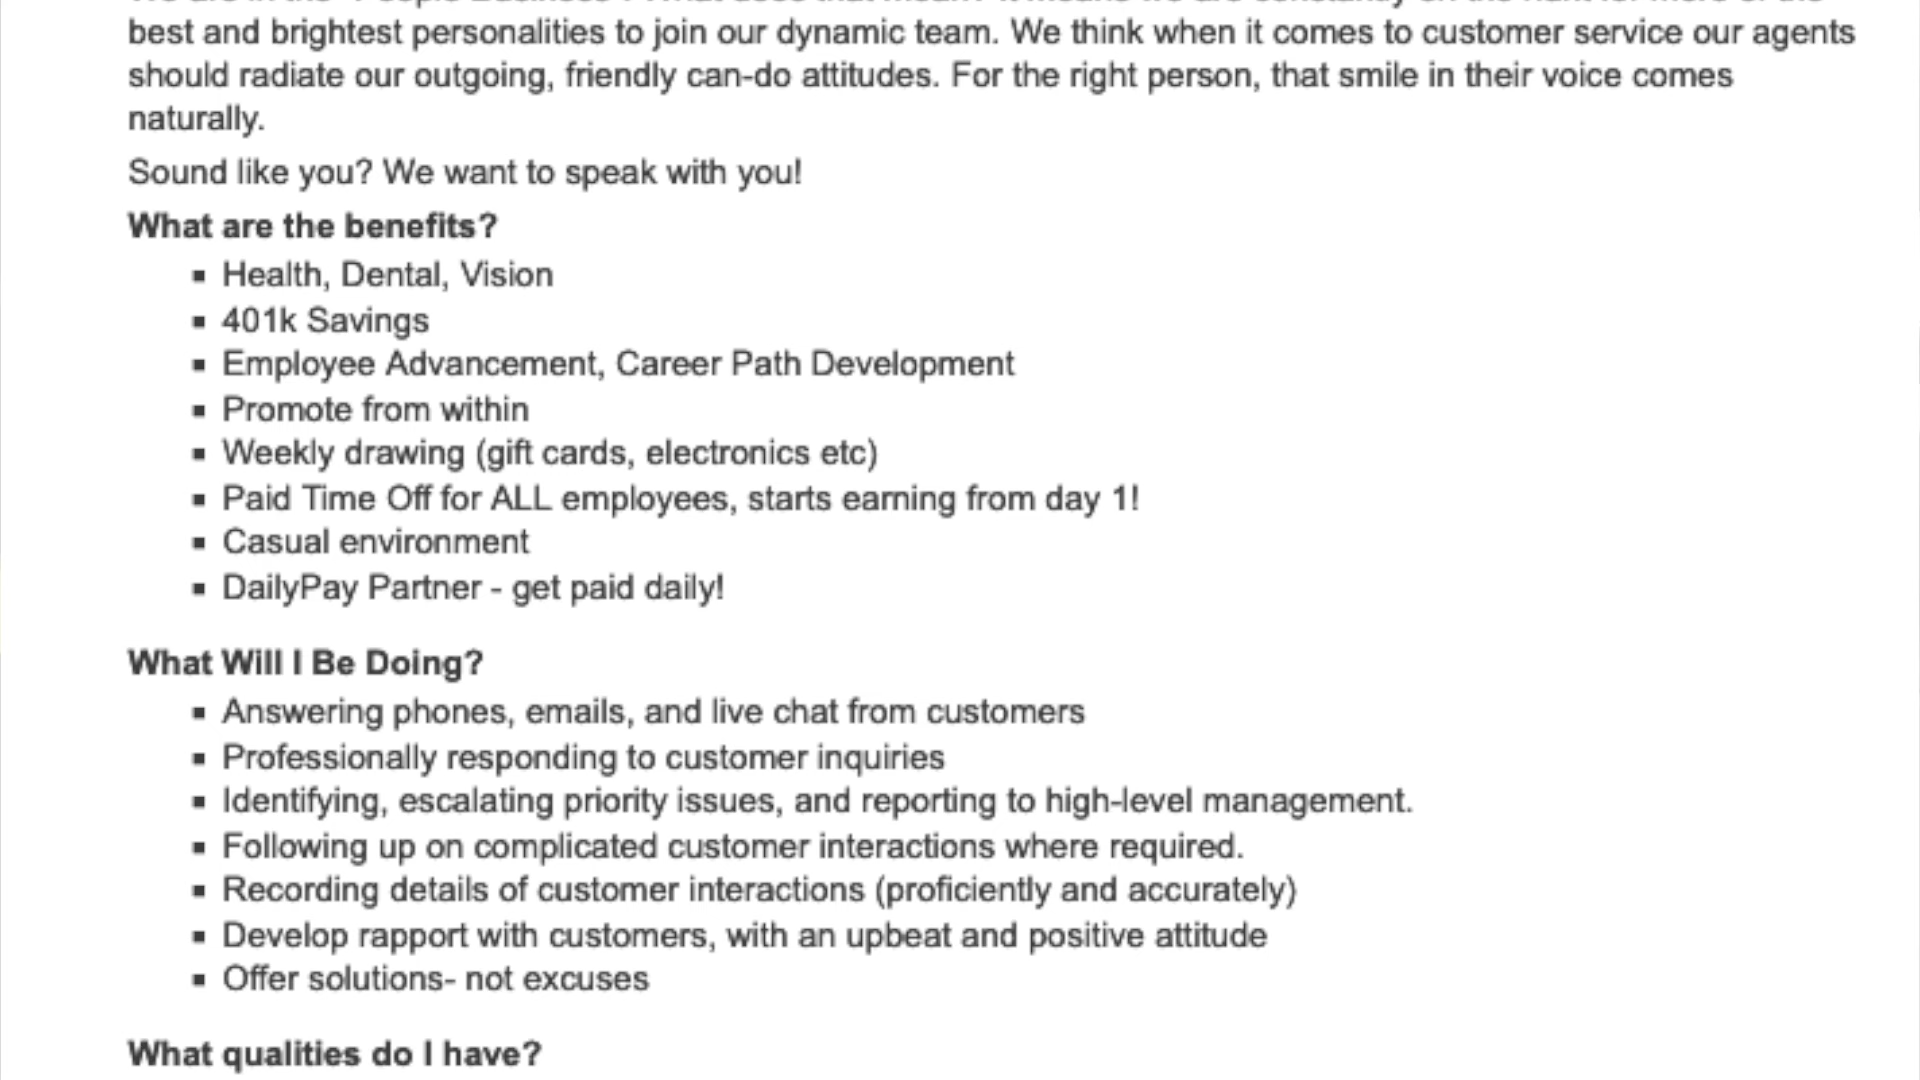 best and brightest personalities to join our dynamic team. We think when it comes to customer service our agents
should radiate our outgoing, friendly can-do attitudes. For the right person, that smile in their voice comes
naturally.
Sound like you? We want to speak with you!
What are the benefits?
▪ Health, Dental, Vision
▪ 401k Savings
▪ Employee Advancement, Career Path Development
▪ Promote from within
▪ Weekly drawing (gift cards, electronics etc)
▪ Paid Time Off for ALL employees, starts earning from day 1!
▪ Casual environment
▪ DailyPay Partner - get paid daily!
What Will I Be Doing?
▪ Answering phones, emails, and live chat from customers
▪ Professionally responding to customer inquiries
▪ Identifying, escalating priority issues, and reporting to high-level management.
▪ Following up on complicated customer interactions where required.
▪ Recording details of customer interactions (proficiently and accurately)
▪ Develop rapport with customers, with an upbeat and positive attitude
▪ Offer solutions- not excuses
What qualities do I have?